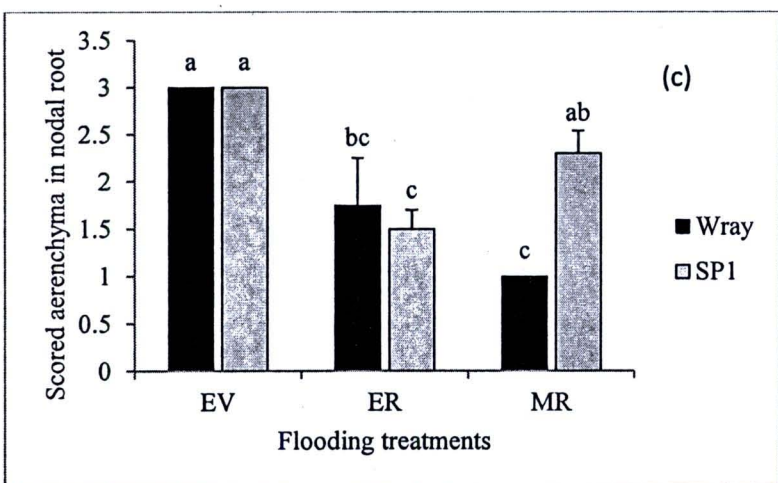 (c)
Scored aerenchyma in nodal root
3.5
3
2.5
2
1.5
1
0.5
0
a a
bc
c
c
ab
EV ER MR
Flooding treatments
Wray
SP1